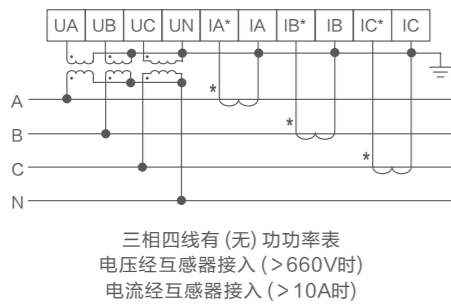 UA UB UC UN IA* IA IB* IB IC* IC
*
A
*
B
*
C
N
三相四线有 (无) 功功率表
电压经互感器接入 (>660V时)
电流经互感器接入 (>10A时)